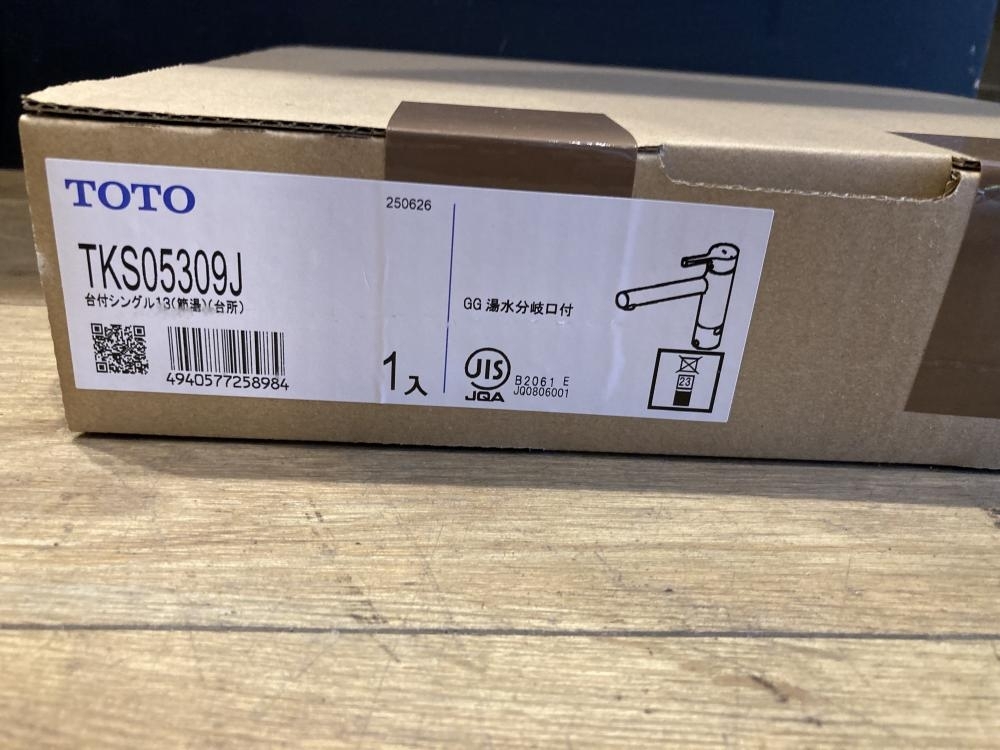 TOTO
250626
TKS05309J
台付シングル13(節湯)(台所)
4940577258984
1入
GG 湯水分岐口付
JIS
JQA
B2061 E
JQ0806001
23